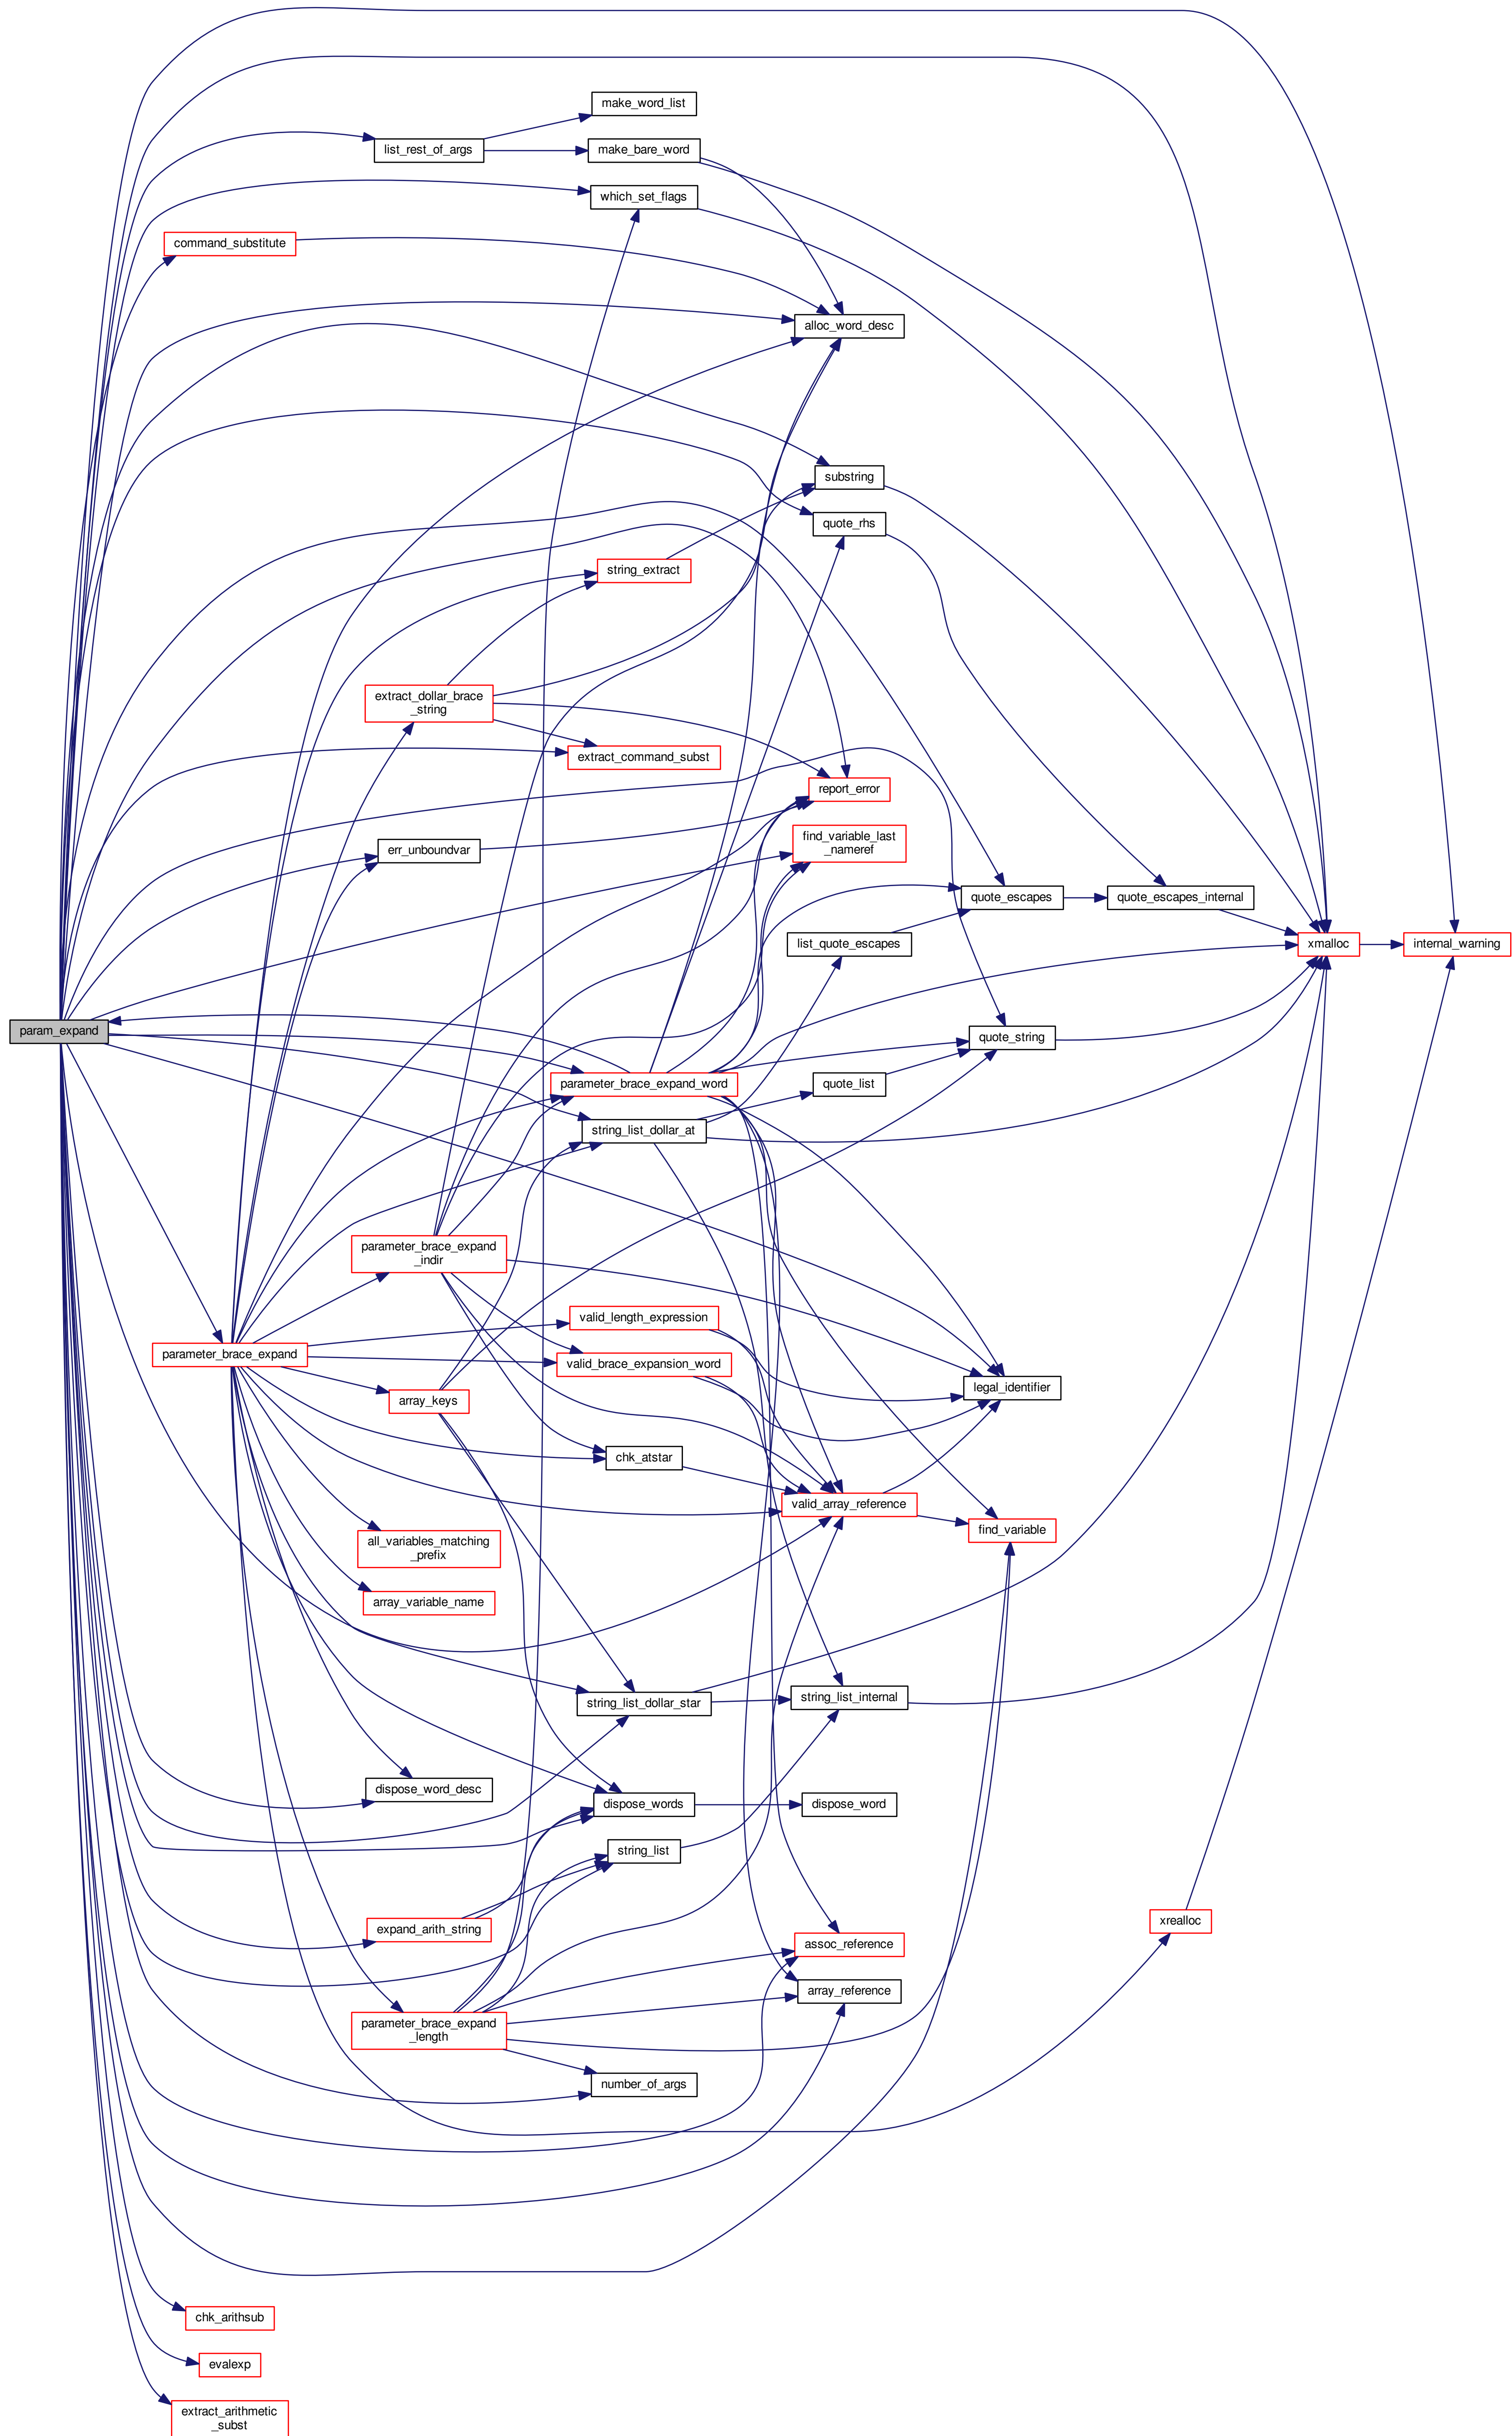 make_word_list
list_rest_of_args
make_bare_word
which_set_flags
command_substitute
alloc_word_desc
substring
quote_rhs
string_extract
extract_dollar_brace
_string
extract_command_subst
report_error
find_variable_last
_nameref
err_unboundvar
quote_escapes
quote_escapes_internal
list_quote_escapes
xmalloc
internal_warning
param_expand
quote_string
parameter_brace_expand_word
quote_list
string_list_dollar_at
parameter_brace_expand
_indir
valid_length_expression
parameter_brace_expand
valid_brace_expansion_word
legal_identifier
array_keys
chk_atstar
valid_array_reference
find_variable
all_variables_matching
_prefix
array_variable_name
string_list_internal
string_list_dollar_star
dispose_word_desc
dispose_words
dispose_word
string_list
expand_arith_string
xrealloc
assoc_reference
array_reference
parameter_brace_expand
_length
number_of_args
chk_arithsub
evalexp
extract_arithmetic
_subst